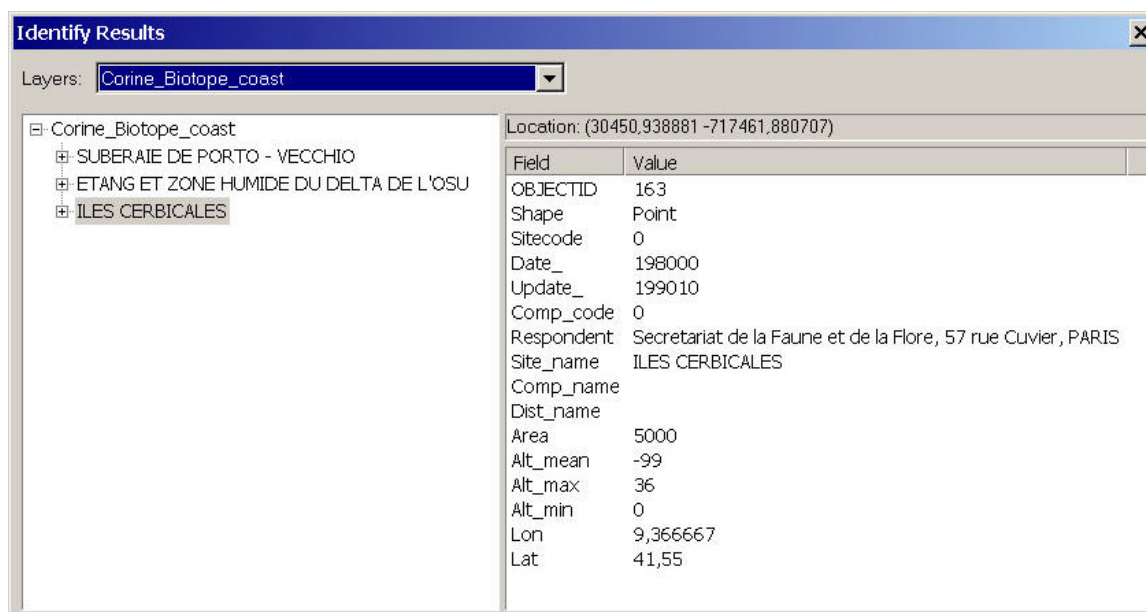 Identify Results
Layers: Corine_Biotope_coast
Corine_Biotope_coast
SUBERAIE DE PORTO - VECCHIO
ETANG ET ZONE HUMIDE DU DELTA DE L'OSU
ILES CERBICALES
Location: (30450,938881 -717461,880707)
Field Value
OBJECTID 163
Shape Point
Sitecode 0
Date_ 198000
Update_ 199010
Comp_code 0
Respondent Secretariat de la Faune et de la Flore, 57 rue Cuvier, PARIS
Site_name ILES CERBICALES
Comp_name
Dist_name
Area 5000
Alt_mean -99
Alt_max 36
Alt_min 0
Lon 9,366667
Lat 41,55